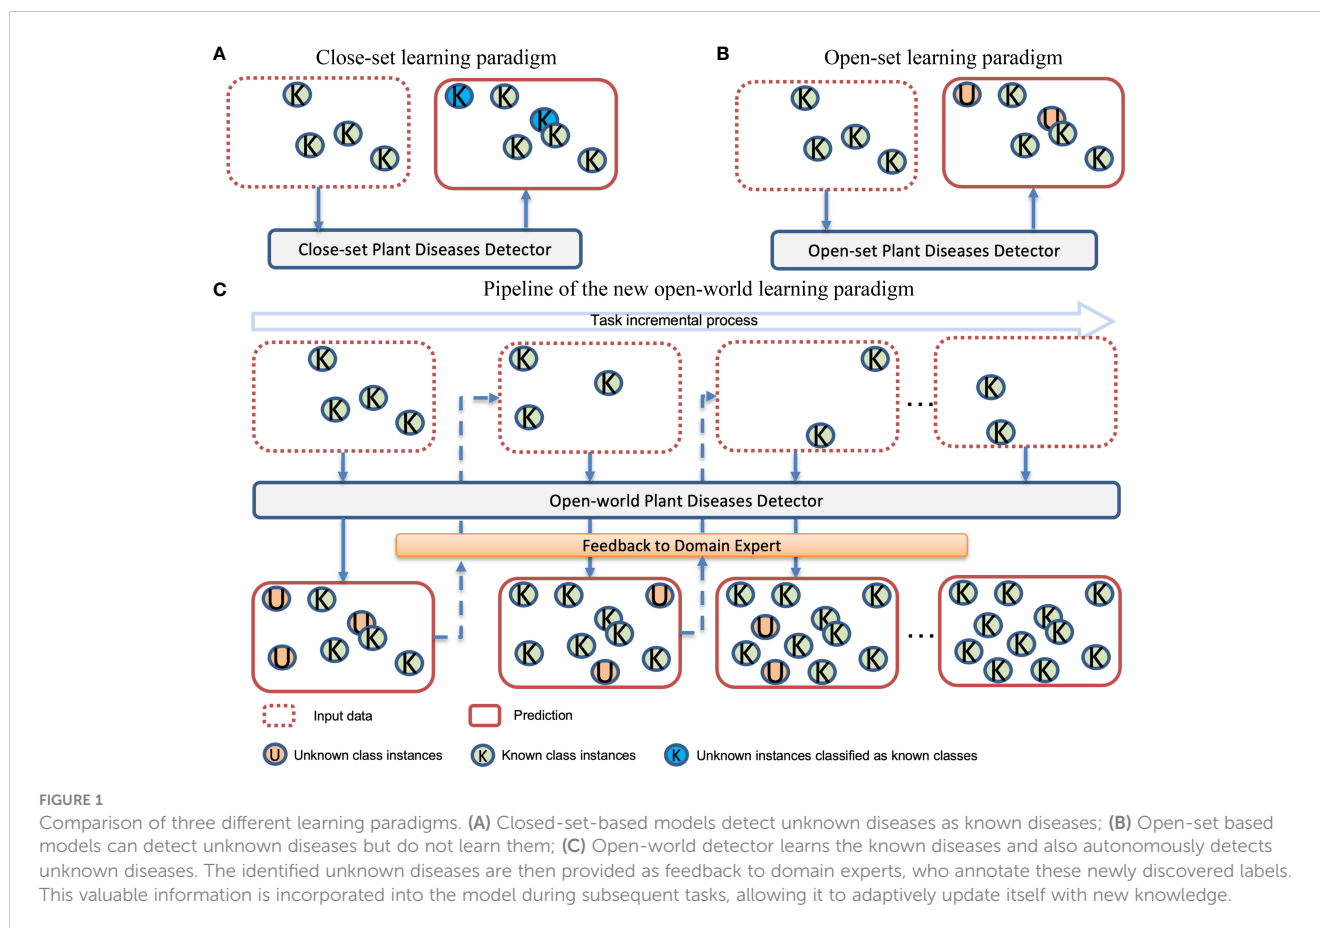 A
Close-set learning paradigm
K
K
K
K
K
K
K
K
K
K
Close-set Plant Diseases Detector
B
Open-set learning paradigm
K
K
K
K
U
K
U
K
K
K
Open-set Plant Diseases Detector
C
Pipeline of the new open-world learning paradigm
Task incremental process
K
K
K
K
K
K
K
K
K
...
K
K
Open-world Plant Diseases Detector
Feedback to Domain Expert
U
K
U
K
U
K
K
K
K
U
K
K
K
K
K
U
K
K
K
K
U
K
K
K
K
U
K
K
...
K
K
K
K
K
K
K
K
K
K
K
Input data
Prediction
U Unknown class instances
K Known class instances
K Unknown instances classified as known classes
FIGURE 1
Comparison of three different learning paradigms. (A) Closed-set-based models detect unknown diseases as known diseases; (B) Open-set based
models can detect unknown diseases but do not learn them; (C) Open-world detector learns the known diseases and also autonomously detects
unknown diseases. The identified unknown diseases are then provided as feedback to domain experts, who annotate these newly discovered labels.
This valuable information is incorporated into the model during subsequent tasks, allowing it to adaptively update itself with new knowledge.